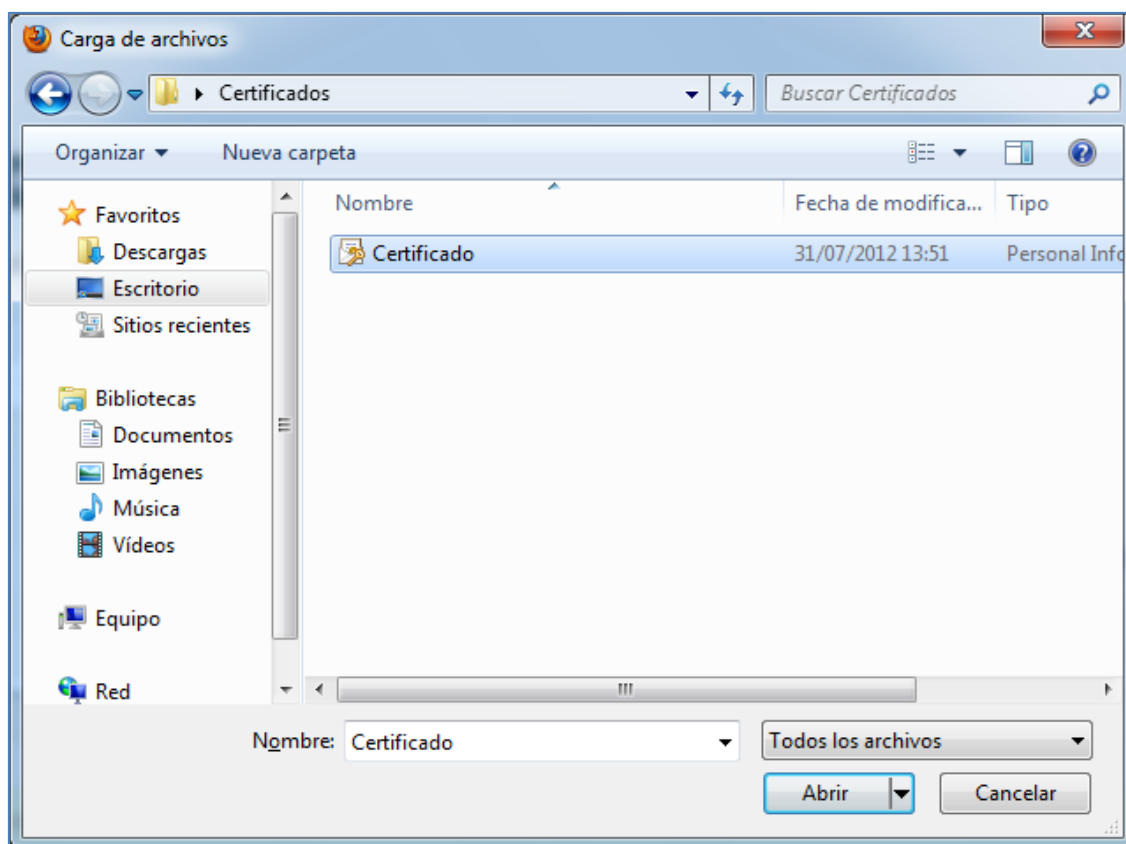 Carga de archivos
Certificados
Buscar Certificados
Organizar
Nueva carpeta
Favoritos
Descargas
Escritorio
Sitios recientes
Bibliotecas
Documentos
Imágenes
Música
Vídeos
Equipo
Red
Nombre
Fecha de modifica...
Tipo
Certificado
31/07/2012 13:51
Personal Info
Nombre:
Certificado
Todos los archivos
Abrir
Cancelar